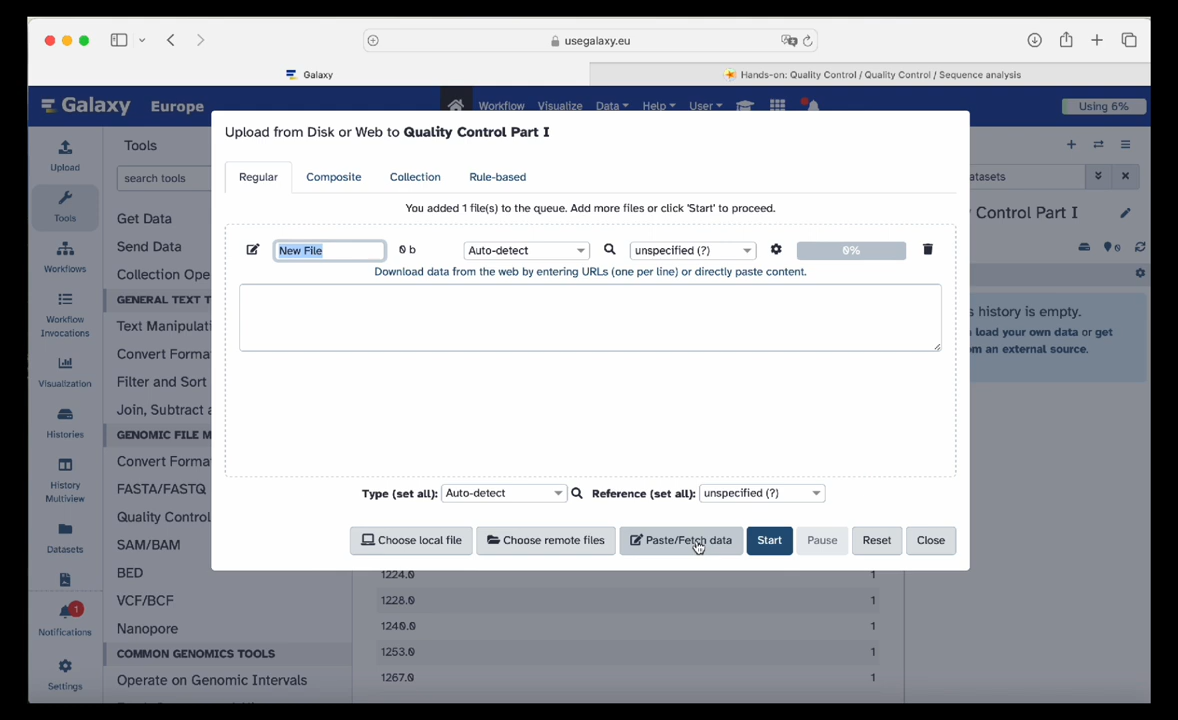 usegalaxy.eu
Galaxy
Hands-on: Quality Control / Quality Control / Sequence analysis
Galaxy Europe
Workflow Visualize Data Help User
Using 6%
Upload
Tools
Workflows
Workflow
Invocations
Visualization
Histories
History
Multiview
Datasets
1
Notifications
Settings
Tools
search tools
Get Data
Send Data
Collection Ope
GENERAL TEXT T
Text Manipulati
Convert Forma
Filter and Sort
Join, Subtract a
GENOMIC FILE M
Convert Forma
FASTA/FASTQ
Quality Control
SAM/BAM
BED
VCF/BCF
Nanopore
COMMON GENOMICS TOOLS
Operate on Genomic Intervals
Upload from Disk or Web to Quality Control Part I
Regular Composite Collection Rule-based
You added 1 file(s) to the queue. Add more files or click 'Start' to proceed.
New File 0 b Auto-detect unspecified (?) 0%
Download data from the web by entering URLs (one per line) or directly paste content.
Type (set all): Auto-detect Reference (set all): unspecified (?)
Choose local file Choose remote files Paste/Fetch data Start Pause Reset Close
1224.0 1
1228.0 1
1240.0 1
1253.0 1
1267.0 1
atasets
Control Part I
0
s history is empty.
load your own data or get
m an external source.